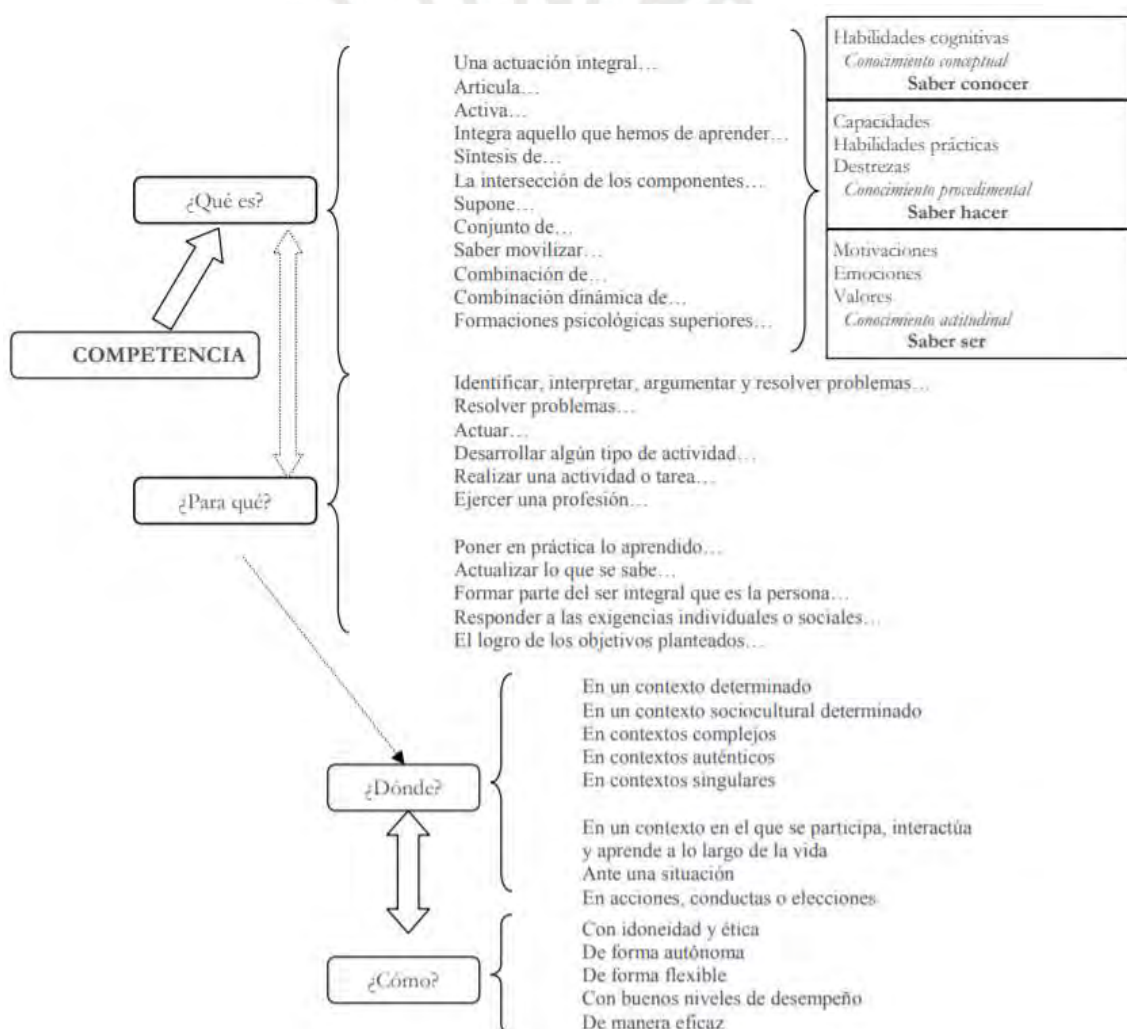 ¿Qué es?
COMPETENCIA
Una actuación integral…
Articula…
Activa…
Integra aquello que hemos de aprender…
Síntesis de…
La intersección de los componentes…
Supone…
Conjunto de…
Saber movilizar…
Combinación de…
Combinación dinámica de…
Formaciones psicológicas superiores…
Habilidades cognitivas
Conocimiento conceptual
Saber conocer
Capacidades
Habilidades prácticas
Destrezas
Conocimiento procedimental
Saber hacer
Motivaciones
Emociones
Valores
Conocimiento actitudinal
Saber ser
¿Para qué?
Identificar, interpretar, argumentar y resolver problemas…
Resolver problemas…
Actuar…
Desarrollar algún tipo de actividad…
Realizar una actividad o tarea…
Ejercer una profesión…
Poner en práctica lo aprendido…
Actualizar lo que se sabe…
Formar parte del ser integral que es la persona…
Responder a las exigencias individuales o sociales…
El logro de los objetivos planteados…
¿Dónde?
En un contexto determinado
En un contexto sociocultural determinado
En contextos complejos
En contextos auténticos
En contextos singulares
En un contexto en el que se participa, interactúa
y aprende a lo largo de la vida
Ante una situación
En acciones, conductas o elecciones
¿Cómo?
Con idoneidad y ética
De forma autónoma
De forma flexible
Con buenos niveles de desempeño
De manera eficaz